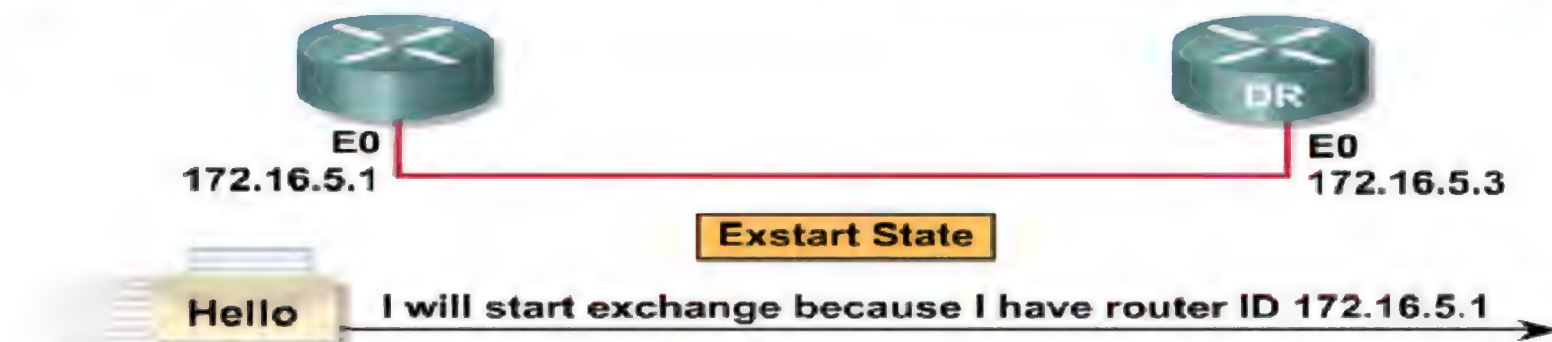 DR
E0
172.16.5.1
E0
172.16.5.3
Exstart State
Hello
I will start exchange because I have router ID 172.16.5.1